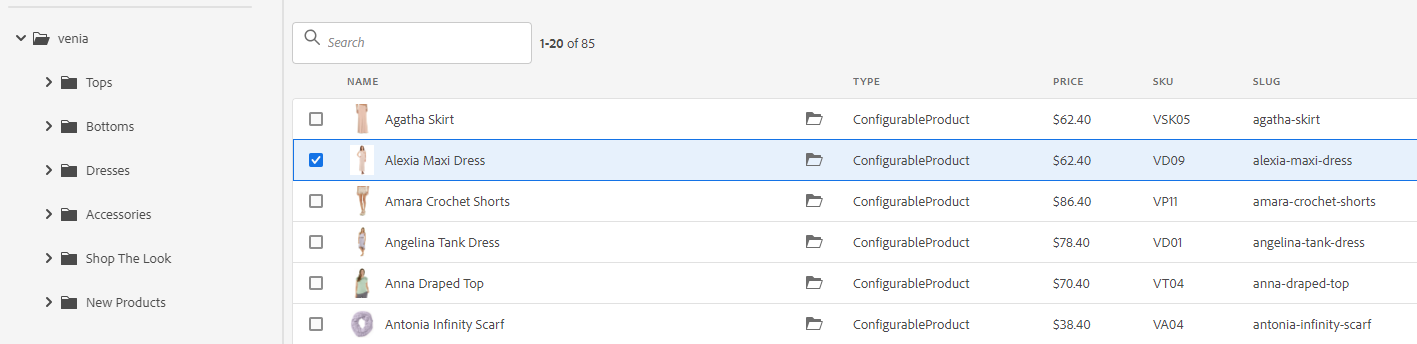 venia
Tops
Bottoms
Dresses
Accessories
Shop The Look
New Products
Search
1-20 of 85
NAME TYPE PRICE SKU SLUG
Agatha Skirt ConfigurableProduct $62.40 VSK05 agatha-skirt
Alexia Maxi Dress ConfigurableProduct $62.40 VD09 alexia-maxi-dress
Amara Crochet Shorts ConfigurableProduct $86.40 VP11 amara-crochet-shorts
Angelina Tank Dress ConfigurableProduct $78.40 VD01 angelina-tank-dress
Anna Draped Top ConfigurableProduct $70.40 VT04 anna-draped-top
Antonia Infinity Scarf ConfigurableProduct $38.40 VA04 antonia-infinity-scarf